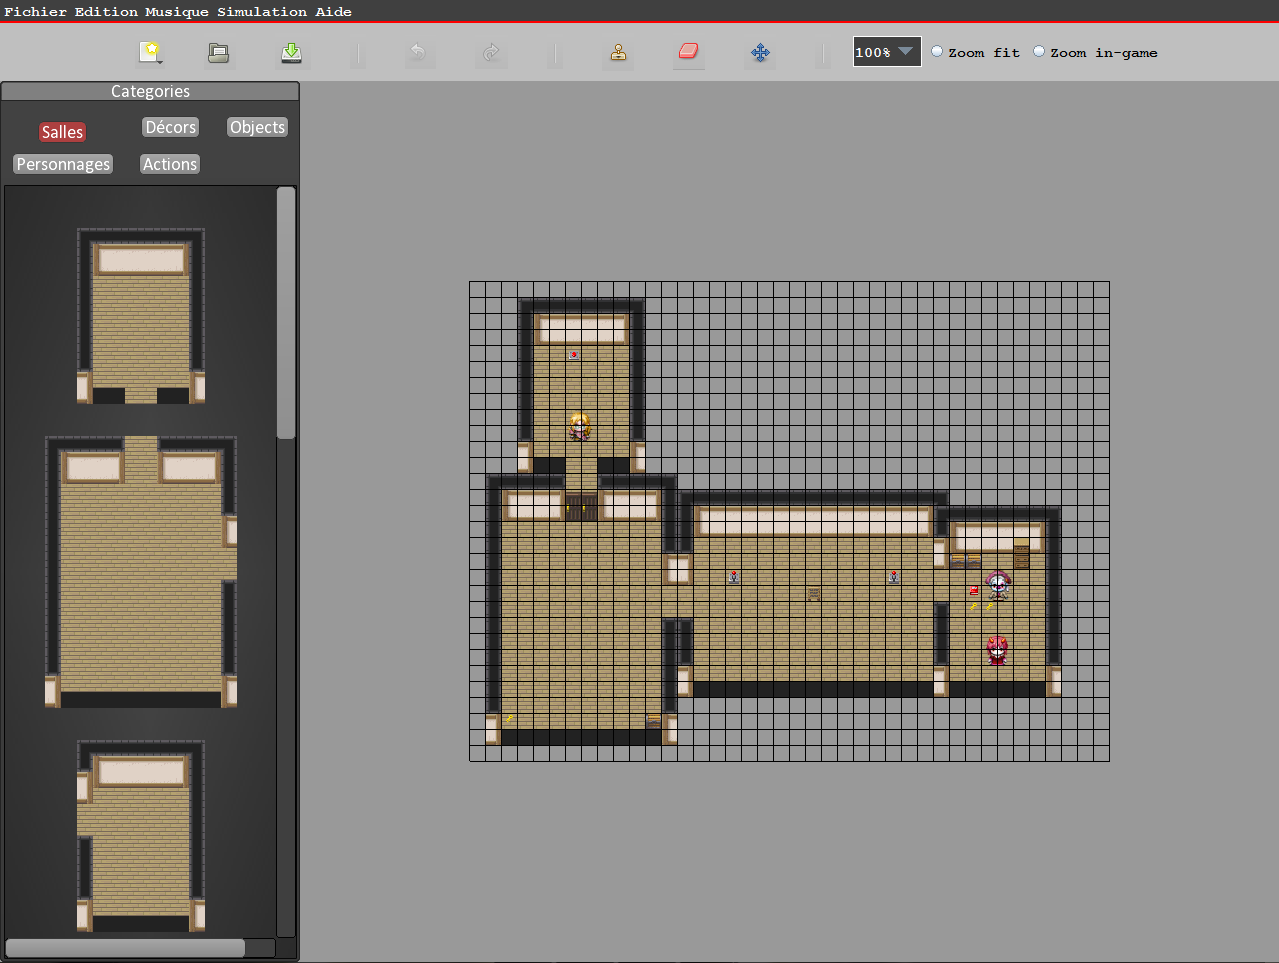 Fichier Edition Musique Simulation Aide
100% Zoom fit Zoom in-game
Categories
Salles Décors Objects
Personnages Actions